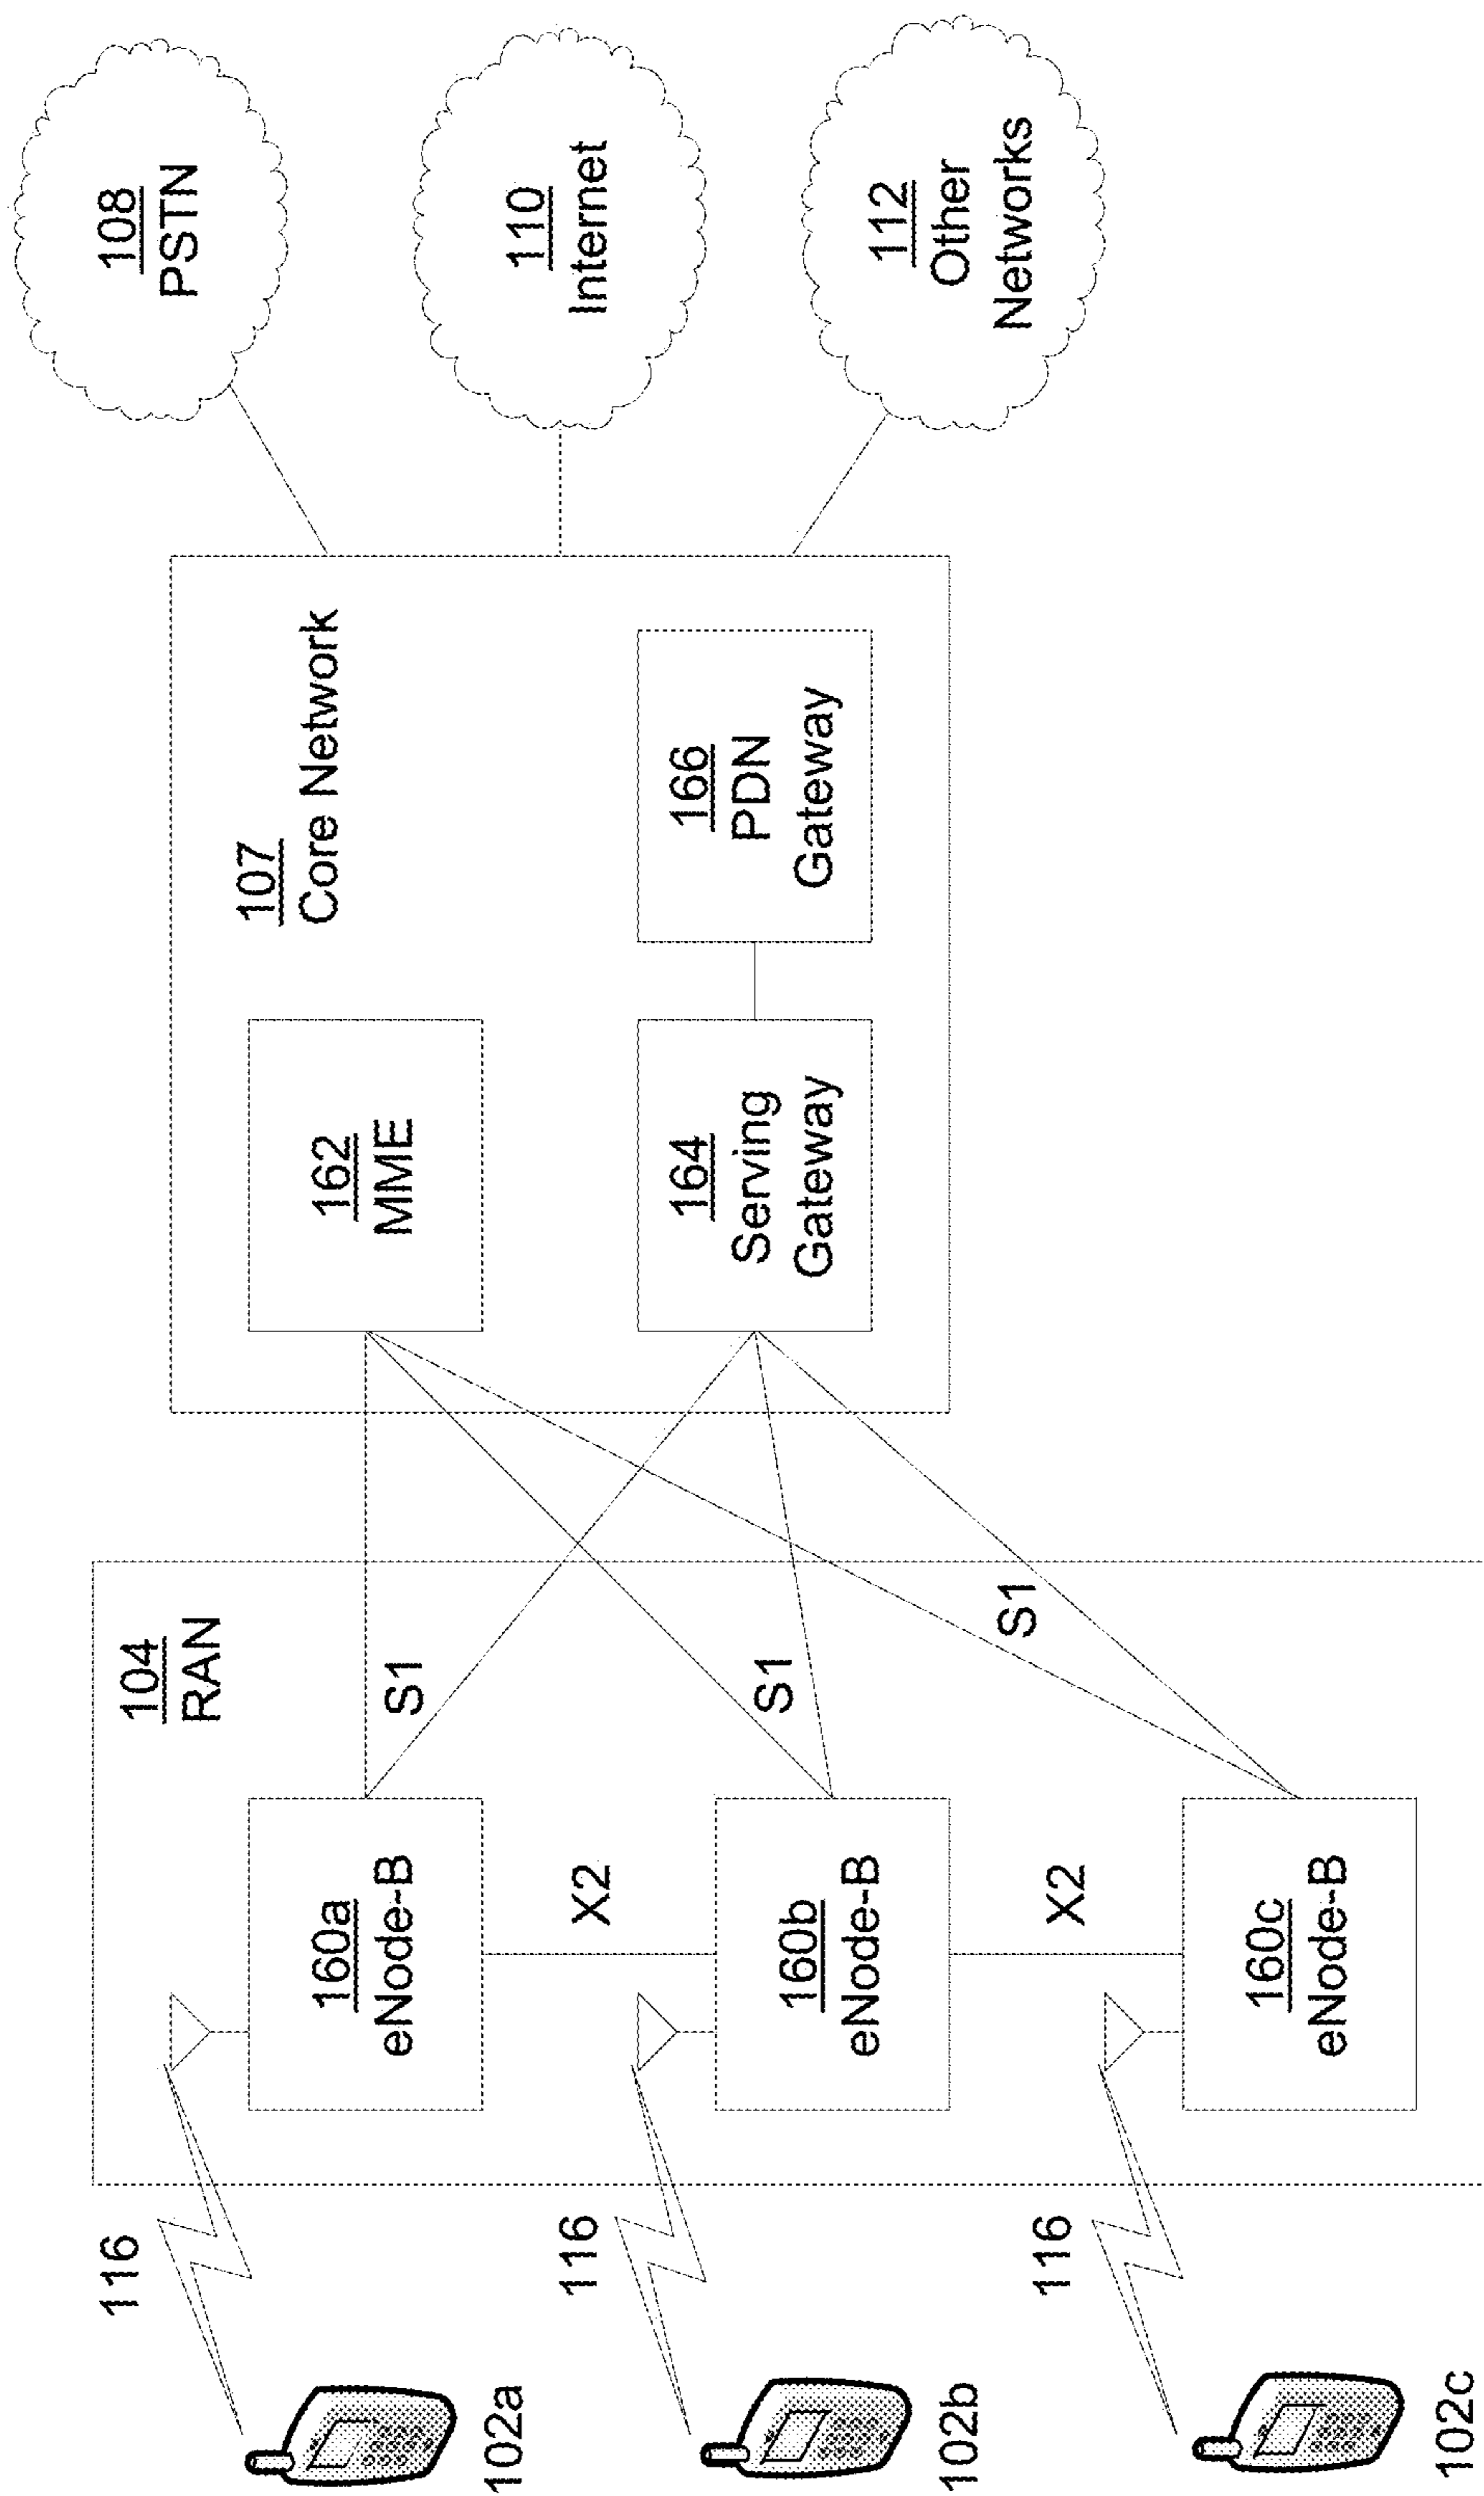 116
102a
116
102b
116
102c
104
RAN
160a
eNode-B
X2
160b
eNode-B
X2
160c
eNode-B
S1
S1
S1
107
Core Network
162
MME
164
Serving
Gateway
166
PDN
Gateway
108
PSTN
110
Internet
112
Other
Networks